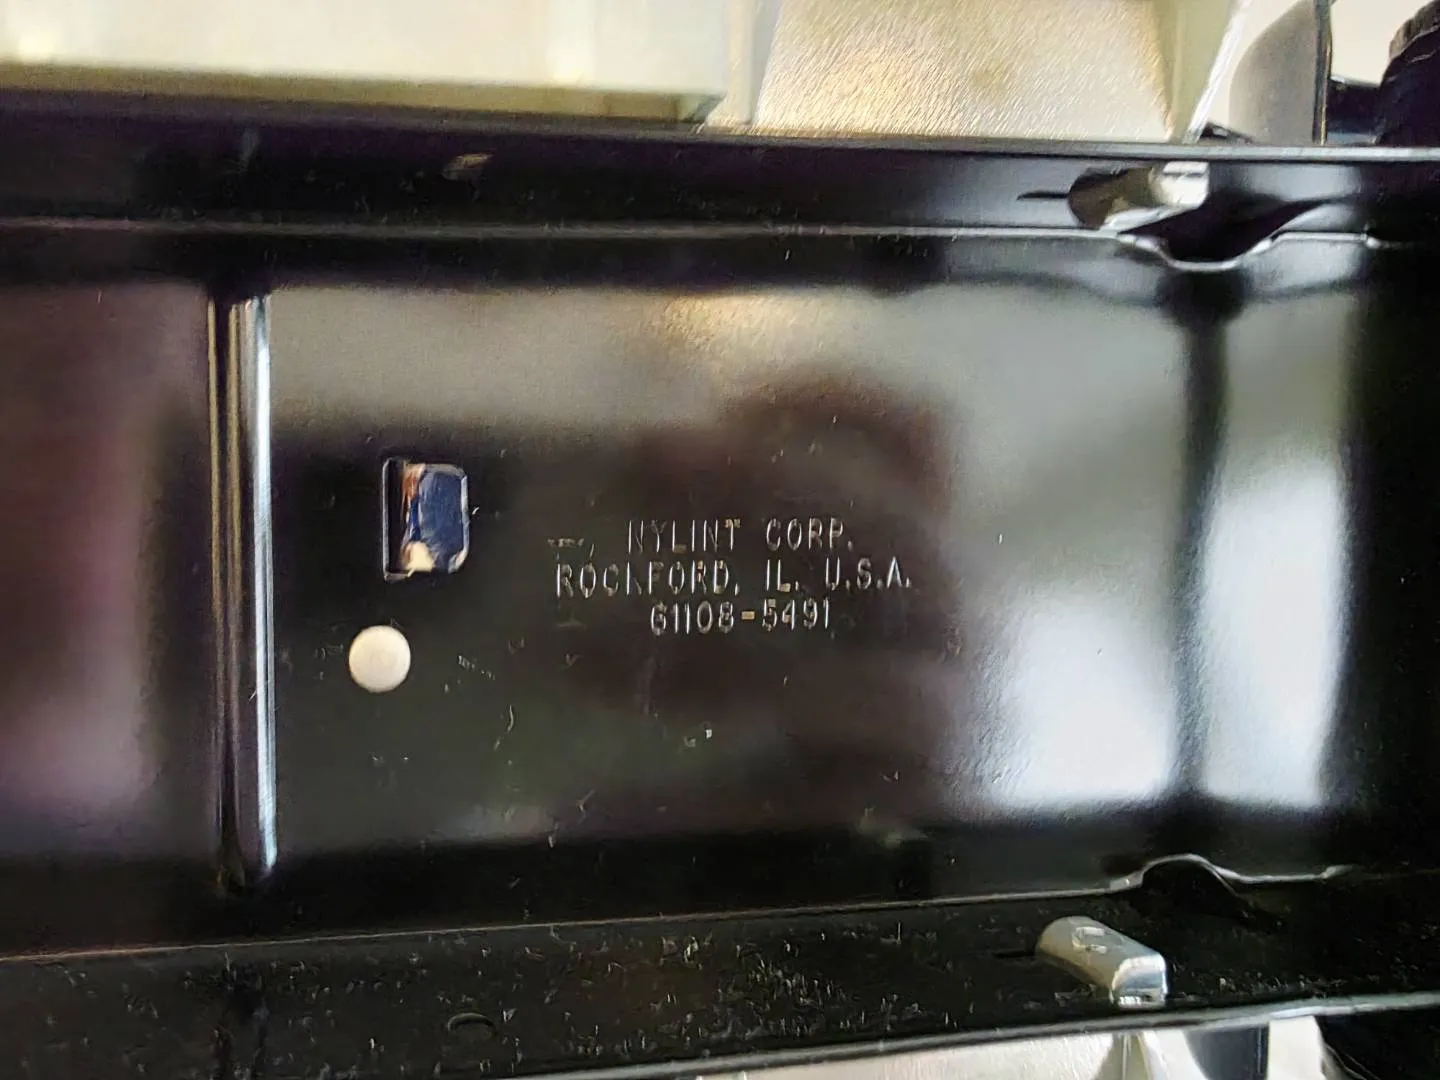 NYLINT CORP.
ROCKFORD, IL. U.S.A.
61108-5491